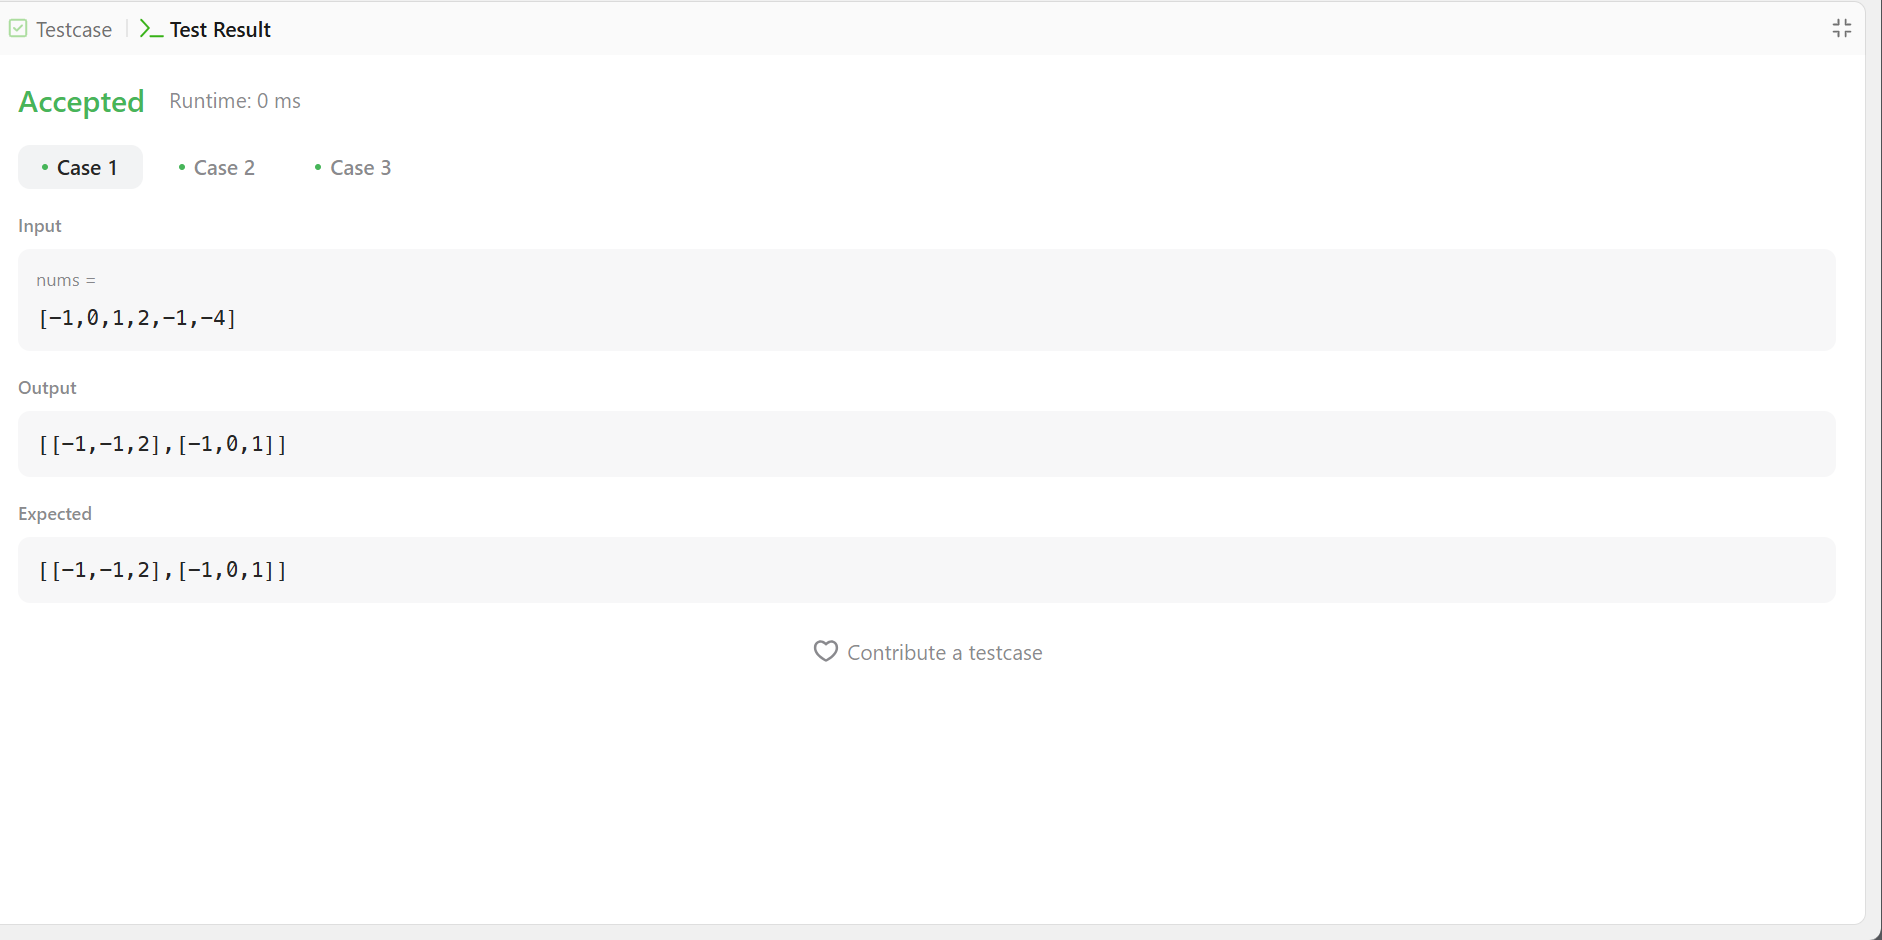 Testcase
Test Result
Accepted Runtime: 0 ms
Case 1 Case 2 Case 3
Input
nums =
[-1,0,1,2,-1,-4]
Output
[[-1,-1,2],[-1,0,1]]
Expected
[[-1,-1,2],[-1,0,1]]
Contribute a testcase